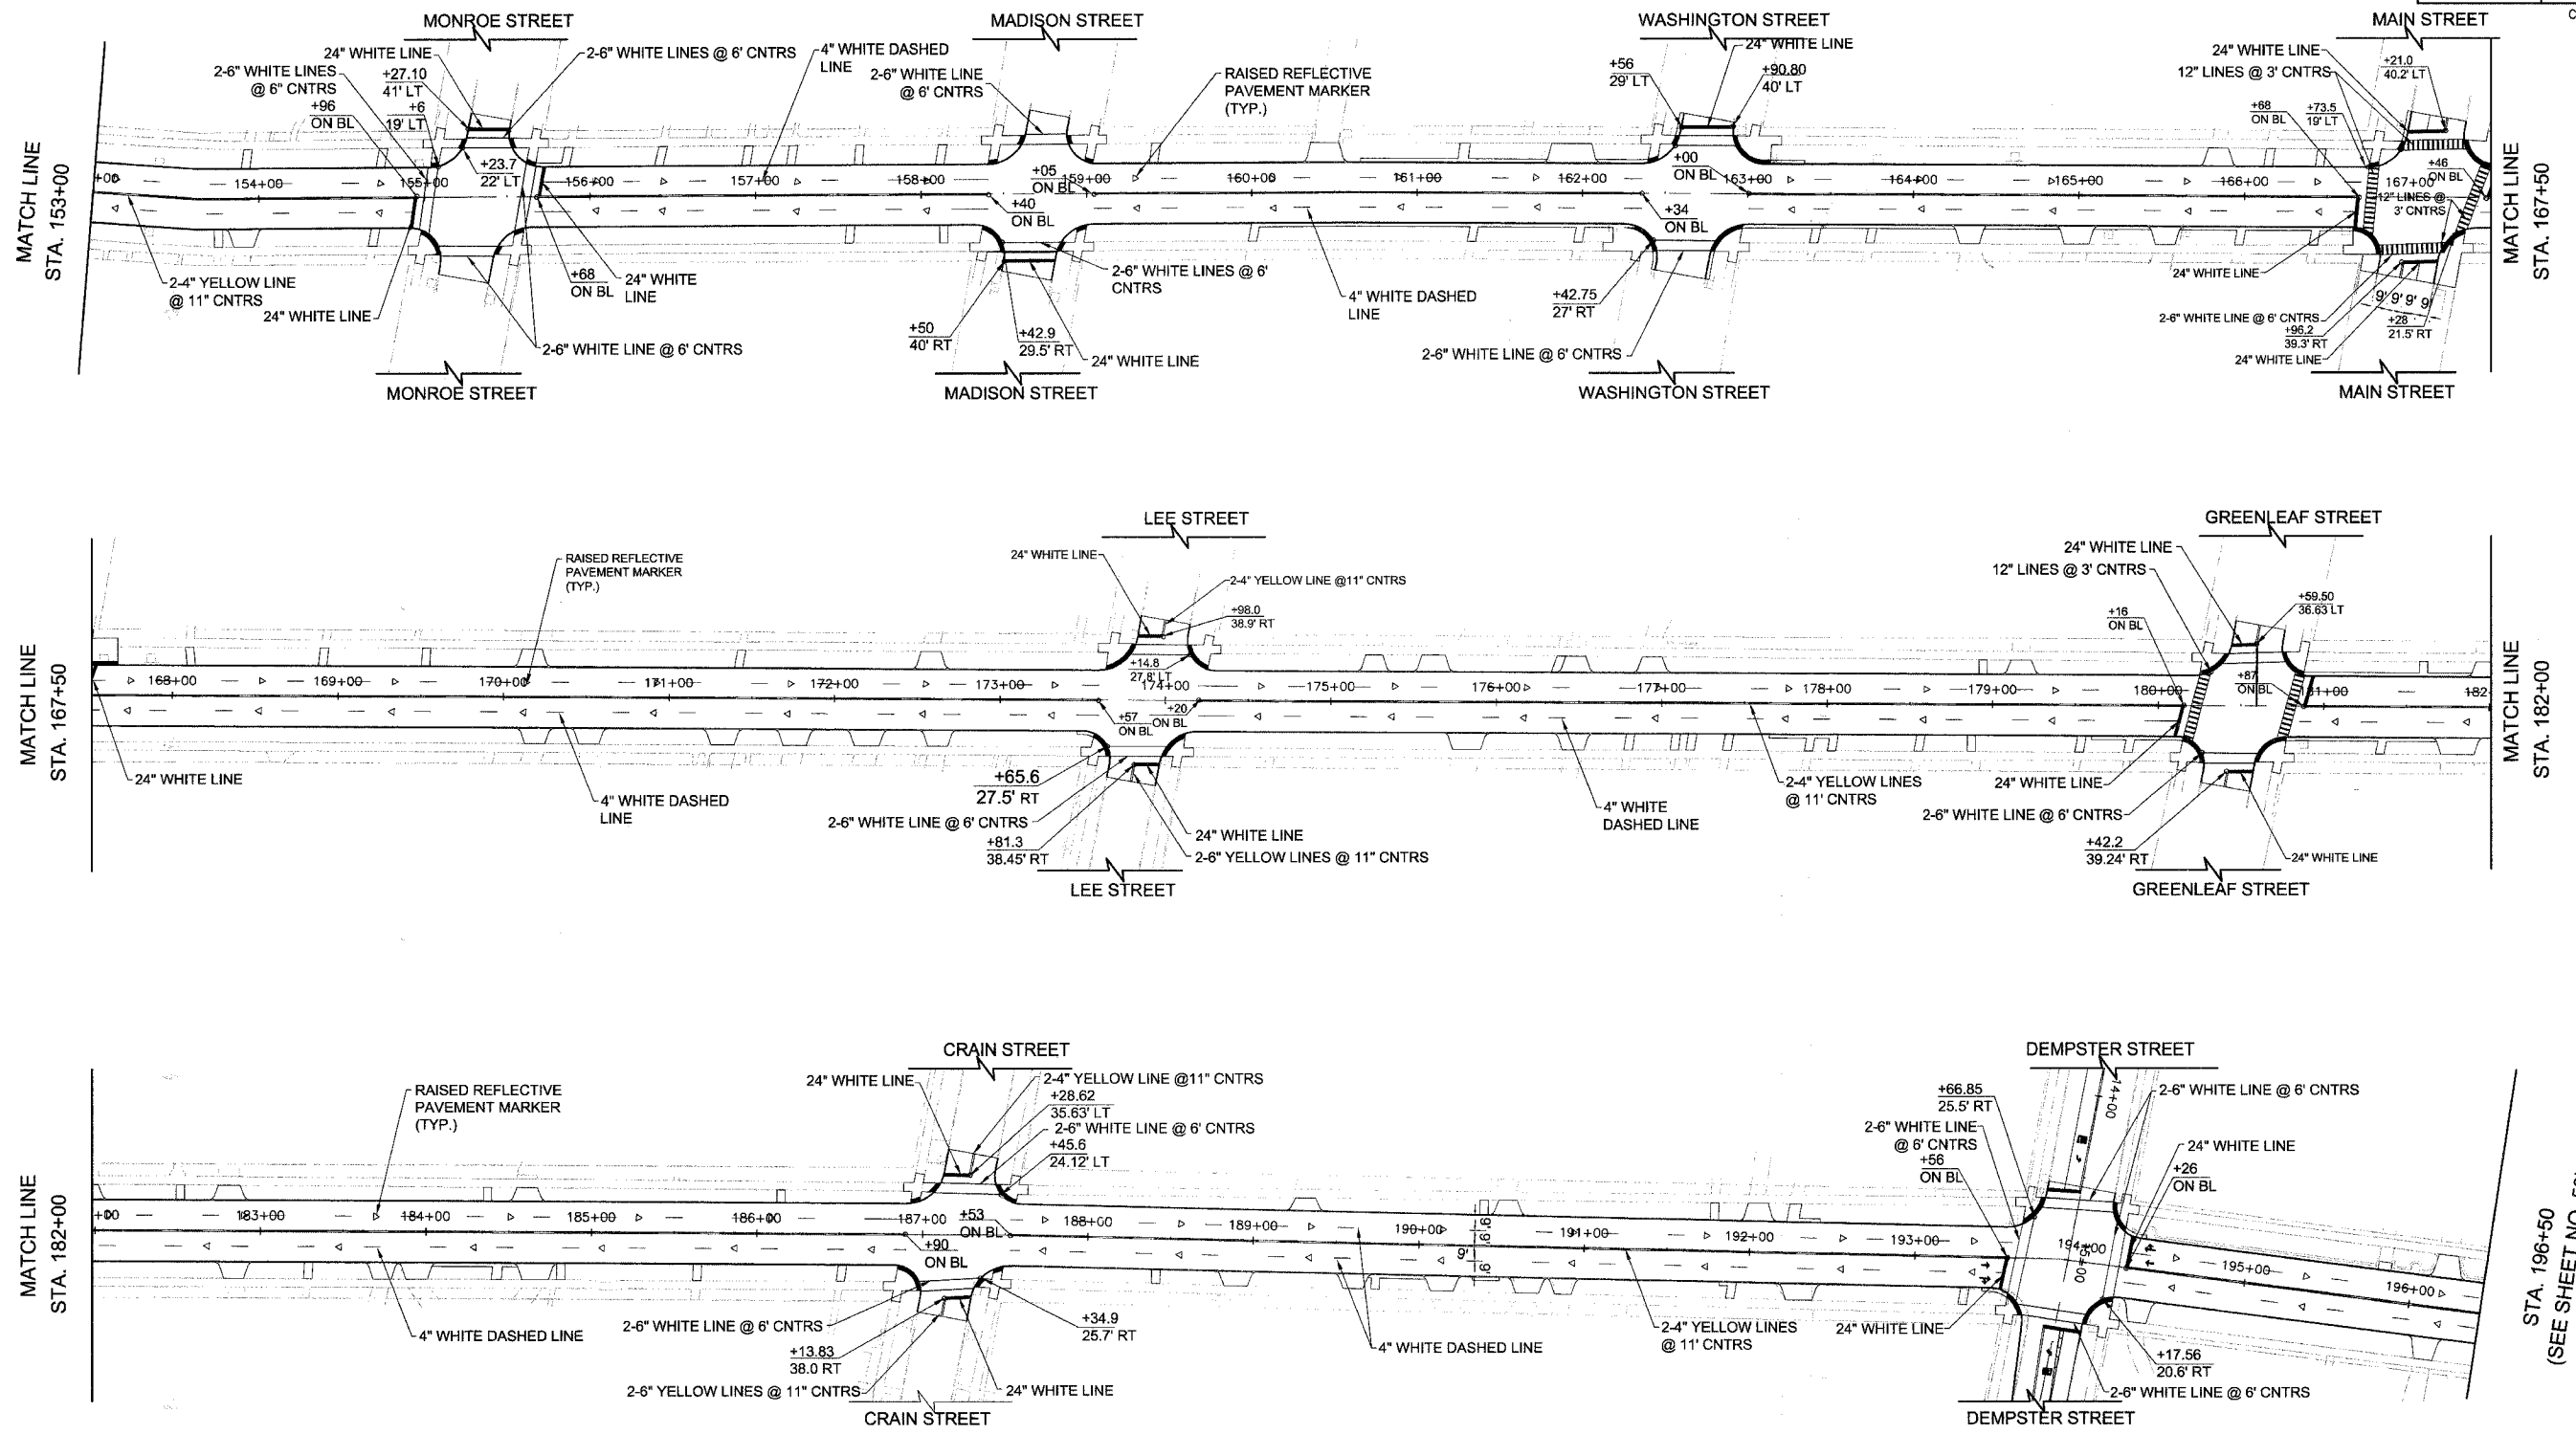 C
MONROE STREET
MADISON STREET
WASHINGTON STREET
MAIN STREET
24" WHITE LINE
2-6" WHITE LINES @ 6' CNTRS
2-6" WHITE LINES
@ 6" CNTRS
+96
ON BL
+27.10
41' LT
+6
19' LT
+23.7
22' LT
4" WHITE DASHED
LINE
2-6" WHITE LINE
@ 6' CNTRS
RAISED REFLECTIVE
PAVEMENT MARKER
(TYP.)
+56
29' LT
24" WHITE LINE
+90.80
40' LT
24" WHITE LINE
12" LINES @ 3' CNTRS
+21.0
40.2' LT
+68
ON BL
+73.5
19' LT
+46
ON BL
MATCH LINE
STA. 153+00
+00
154+00
155+00
156+00
157+00
158+00
+05
ON BL
159+00
160+00
161+00
162+00
+00
ON BL
163+00
164+00
165+00
166+00
167+00
12" LINES @
3' CNTRS
MATCH LINE
STA. 167+50
+40
ON BL
+34
ON BL
2-4" YELLOW LINE
@ 11" CNTRS
24" WHITE LINE
+68
ON BL
24" WHITE
LINE
2-6" WHITE LINE @ 6' CNTRS
2-6" WHITE LINES @ 6'
CNTRS
+50
40' RT
+42.9
29.5' RT
24" WHITE LINE
4" WHITE DASHED
LINE
+42.75
27' RT
2-6" WHITE LINE @ 6' CNTRS
24" WHITE LINE
9' 9' 9' 9'
2-6" WHITE LINE @ 6' CNTRS
+96.2
39.3' RT
+28
21.5' RT
24" WHITE LINE
MONROE STREET
MADISON STREET
WASHINGTON STREET
MAIN STREET
LEE STREET
GREENLEAF STREET
RAISED REFLECTIVE
PAVEMENT MARKER
(TYP.)
24" WHITE LINE
2-4" YELLOW LINE @11" CNTRS
+98.0
38.9' RT
24" WHITE LINE
12" LINES @ 3' CNTRS
+59.50
36.63 LT
+16
ON BL
MATCH LINE
STA. 167+50
168+00
169+00
170+00
171+00
172+00
173+00
+14.8
27.8' LT
174+00
175+00
176+00
177+00
178+00
179+00
180+00
+87
ON BL
181+00
182
MATCH LINE
STA. 182+00
+57
ON BL
+20
ON BL
24" WHITE LINE
4" WHITE DASHED
LINE
+65.6
27.5' RT
2-6" WHITE LINE @ 6' CNTRS
+81.3
38.45' RT
24" WHITE LINE
2-6" YELLOW LINES @ 11" CNTRS
4" WHITE
DASHED LINE
2-4" YELLOW LINES
@ 11' CNTRS
24" WHITE LINE
2-6" WHITE LINE @ 6' CNTRS
+42.2
39.24' RT
24" WHITE LINE
LEE STREET
GREENLEAF STREET
CRAIN STREET
DEMPSTER STREET
RAISED REFLECTIVE
PAVEMENT MARKER
(TYP.)
24" WHITE LINE
2-4" YELLOW LINE @11" CNTRS
+28.62
35.63' LT
2-6" WHITE LINE @ 6' CNTRS
+45.6
24.12' LT
+66.85
25.5' RT
2-6" WHITE LINE
@ 6' CNTRS
+56
ON BL
14+00
2-6" WHITE LINE @ 6' CNTRS
24" WHITE LINE
+26
ON BL
MATCH LINE
STA. 182+00
+00
183+00
184+00
185+00
186+00
187+00
+53
ON BL
188+00
189+00
190+00
9' 9'
9' 9'
191+00
192+00
193+00
194+00
195+00
196+00
STA. 196+50
+90
ON BL
4" WHITE DASHED LINE
2-6" WHITE LINE @ 6' CNTRS
+13.83
38.0 RT
2-6" YELLOW LINES @ 11" CNTRS
24" WHITE LINE
+34.9
25.7' RT
4" WHITE DASHED LINE
2-4" YELLOW LINES
@ 11' CNTRS
24" WHITE LINE
+17.56
20.6' RT
2-6" WHITE LINE @ 6' CNTRS
CRAIN STREET
DEMPSTER STREET